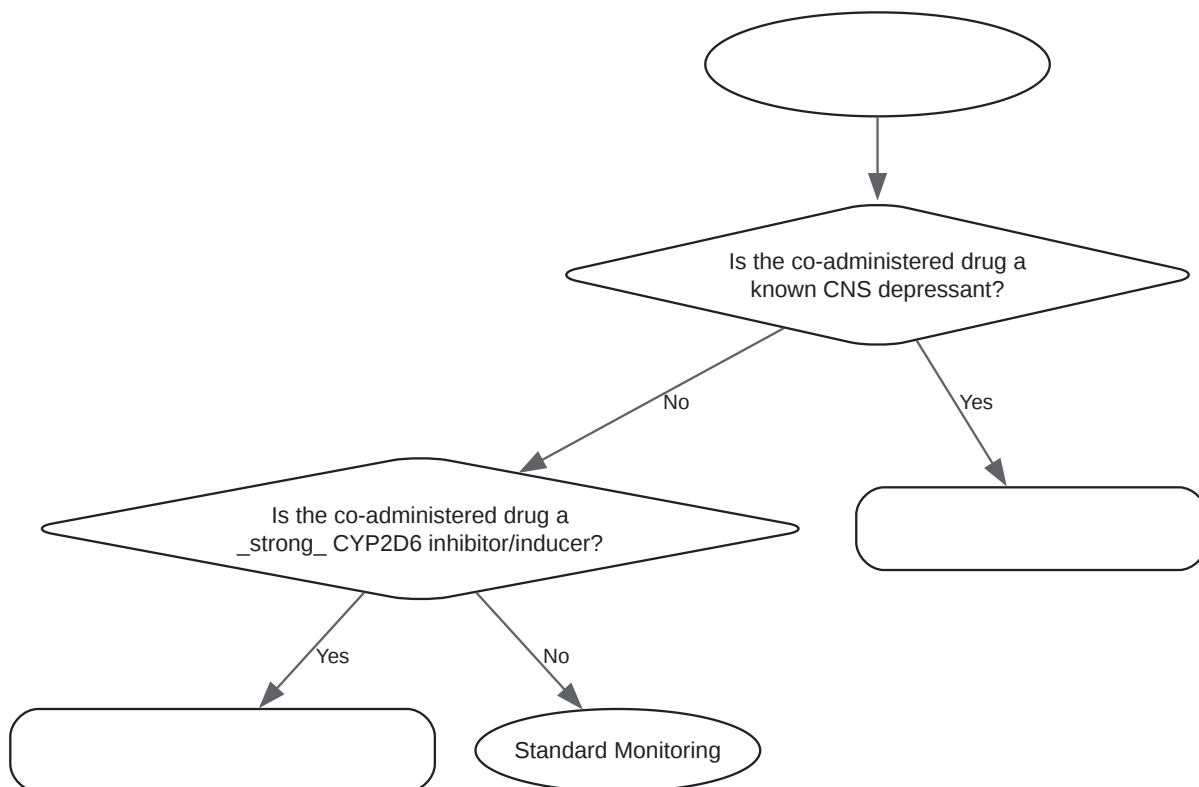 Is the co-administered drug a
known CNS depressant?
No
Yes
Is the co-administered drug a
_strong_ CYP2D6 inhibitor/inducer?
Yes
No
Standard Monitoring